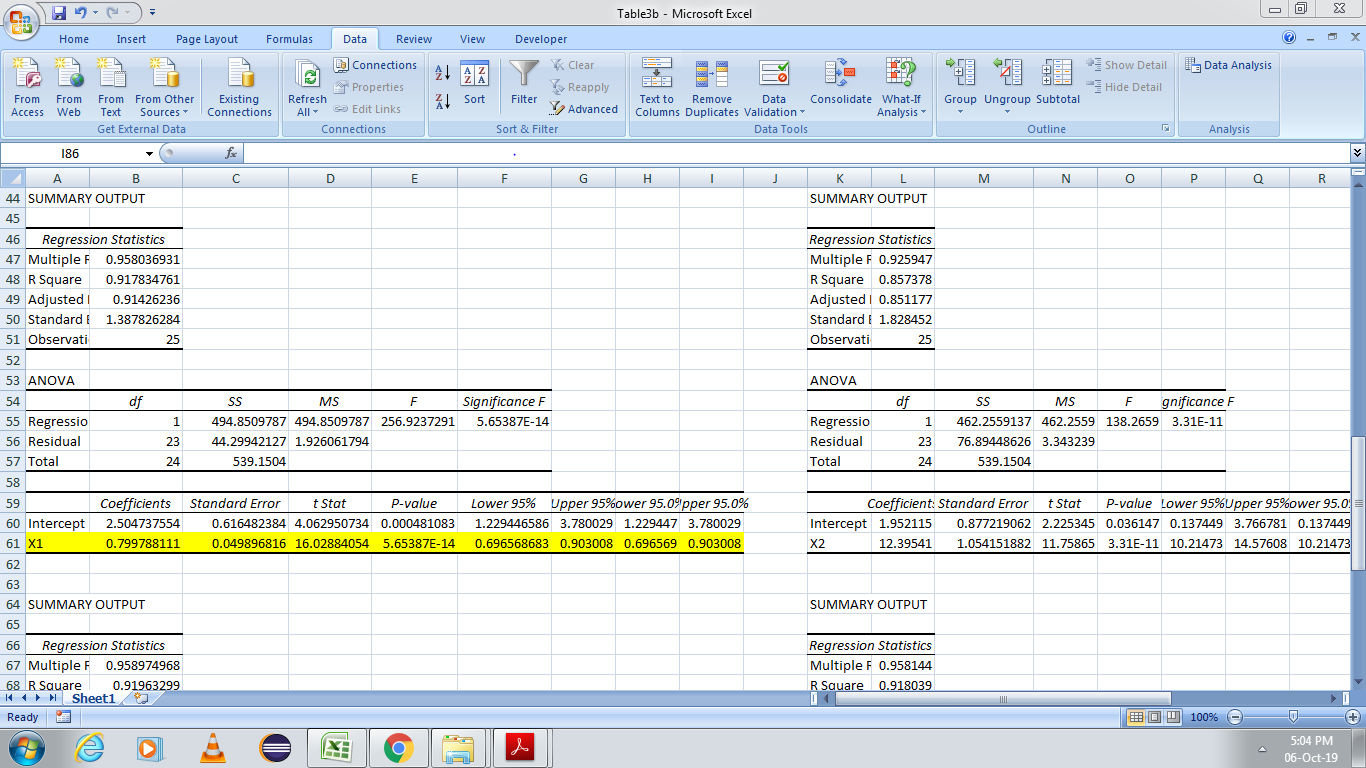 Table3b - Microsoft Excel
Home Insert Page Layout Formulas Data Review View Developer
From Access
From Web
From Text
From Other Sources
Existing Connections
Get External Data
Refresh All
Connections
Properties
Edit Links
Connections
Sort
Filter
Clear
Reapply
Advanced
Sort & Filter
Text to Columns
Remove Duplicates
Data Validation
Consolidate
What-If Analysis
Data Tools
Group
Ungroup
Subtotal
Show Detail
Hide Detail
Outline
Data Analysis
Analysis
I86 fx .
A B C D E F G H I J K L M N O P Q R
44 SUMMARY OUTPUT SUMMARY OUTPUT
45
46 Regression Statistics Regression Statistics
47 Multiple R 0.958036931 Multiple R 0.925947
48 R Square 0.917834761 R Square 0.857378
49 Adjusted 0.91426236 Adjusted 0.851177
50 Standard E 1.387826284 Standard E 1.828452
51 Observati 25 Observati 25
52
53 ANOVA ANOVA
54 df SS MS F Significance F df SS MS F gnificance F
55 Regressio 1 494.8509787 494.8509787 256.9237291 5.65387E-14 Regressio 1 462.2559137 462.2559 138.2659 3.31E-11
56 Residual 23 44.29942127 1.926061794 Residual 23 76.89448626 3.343239
57 Total 24 539.1504 Total 24 539.1504
58
59 Coefficients Standard Error t Stat P-value Lower 95% Upper 95% ower 95.0% pper 95.0% Coefficient Standard Error t Stat P-value Lower 95% Upper 95% ower 95.0
60 Intercept 2.504737554 0.616482384 4.062950734 0.000481083 1.229446586 3.780029 1.229447 3.780029 Intercept 1.952115 0.877219062 2.225345 0.036147 0.137449 3.766781 0.137449
61 X1 0.799788111 0.049896816 16.02884054 5.65387E-14 0.696568683 0.903008 0.696569 0.903008 X2 12.39541 1.054151882 11.75865 3.31E-11 10.21473 14.57608 10.21473
62
63
64 SUMMARY OUTPUT SUMMARY OUTPUT
65
66 Regression Statistics Regression Statistics
67 Multiple R 0.958974968 Multiple R 0.958144
68 R Square 0.91963299 R Square 0.918039
Sheet1
Ready 100%
5:04 PM
06-Oct-19